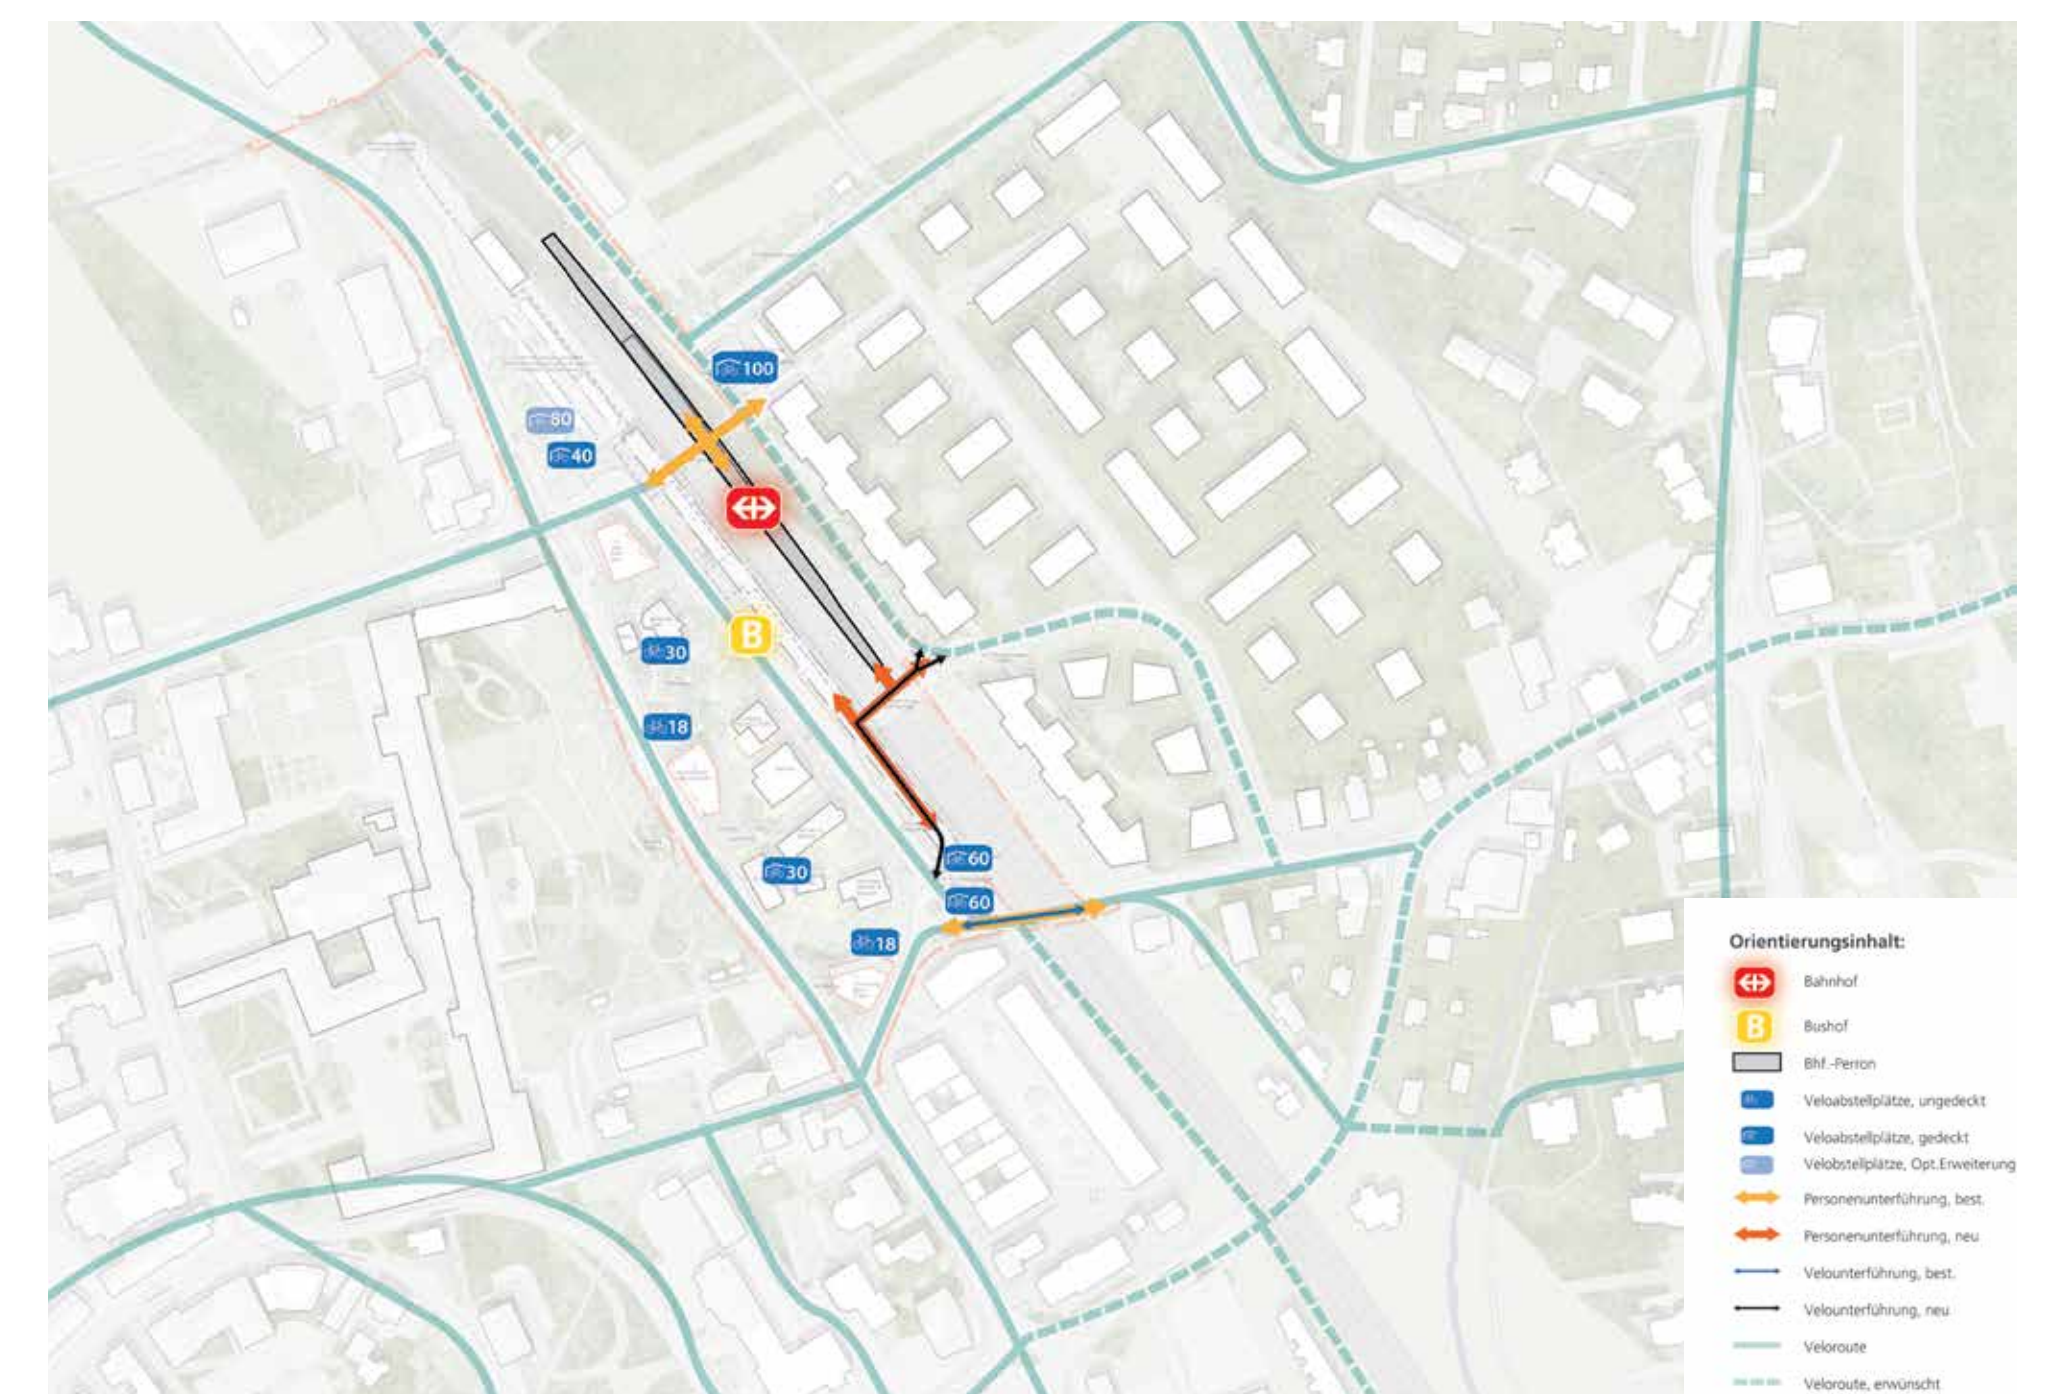 100
80
40
B
30
18
30
60
60
18
Orientierungsinhalt:
Bahnhof
B Bushof
Bhf.-Perron
Veloabstellplätze, ungedeckt
Veloabstellplätze, gedeckt
Velobstellplätze, Opt.Erweiterung
Personenunterführung, best.
Personenunterführung, neu
Velounterführung, best.
Velounterführung, neu
Veloroute
Veloroute, erwünscht